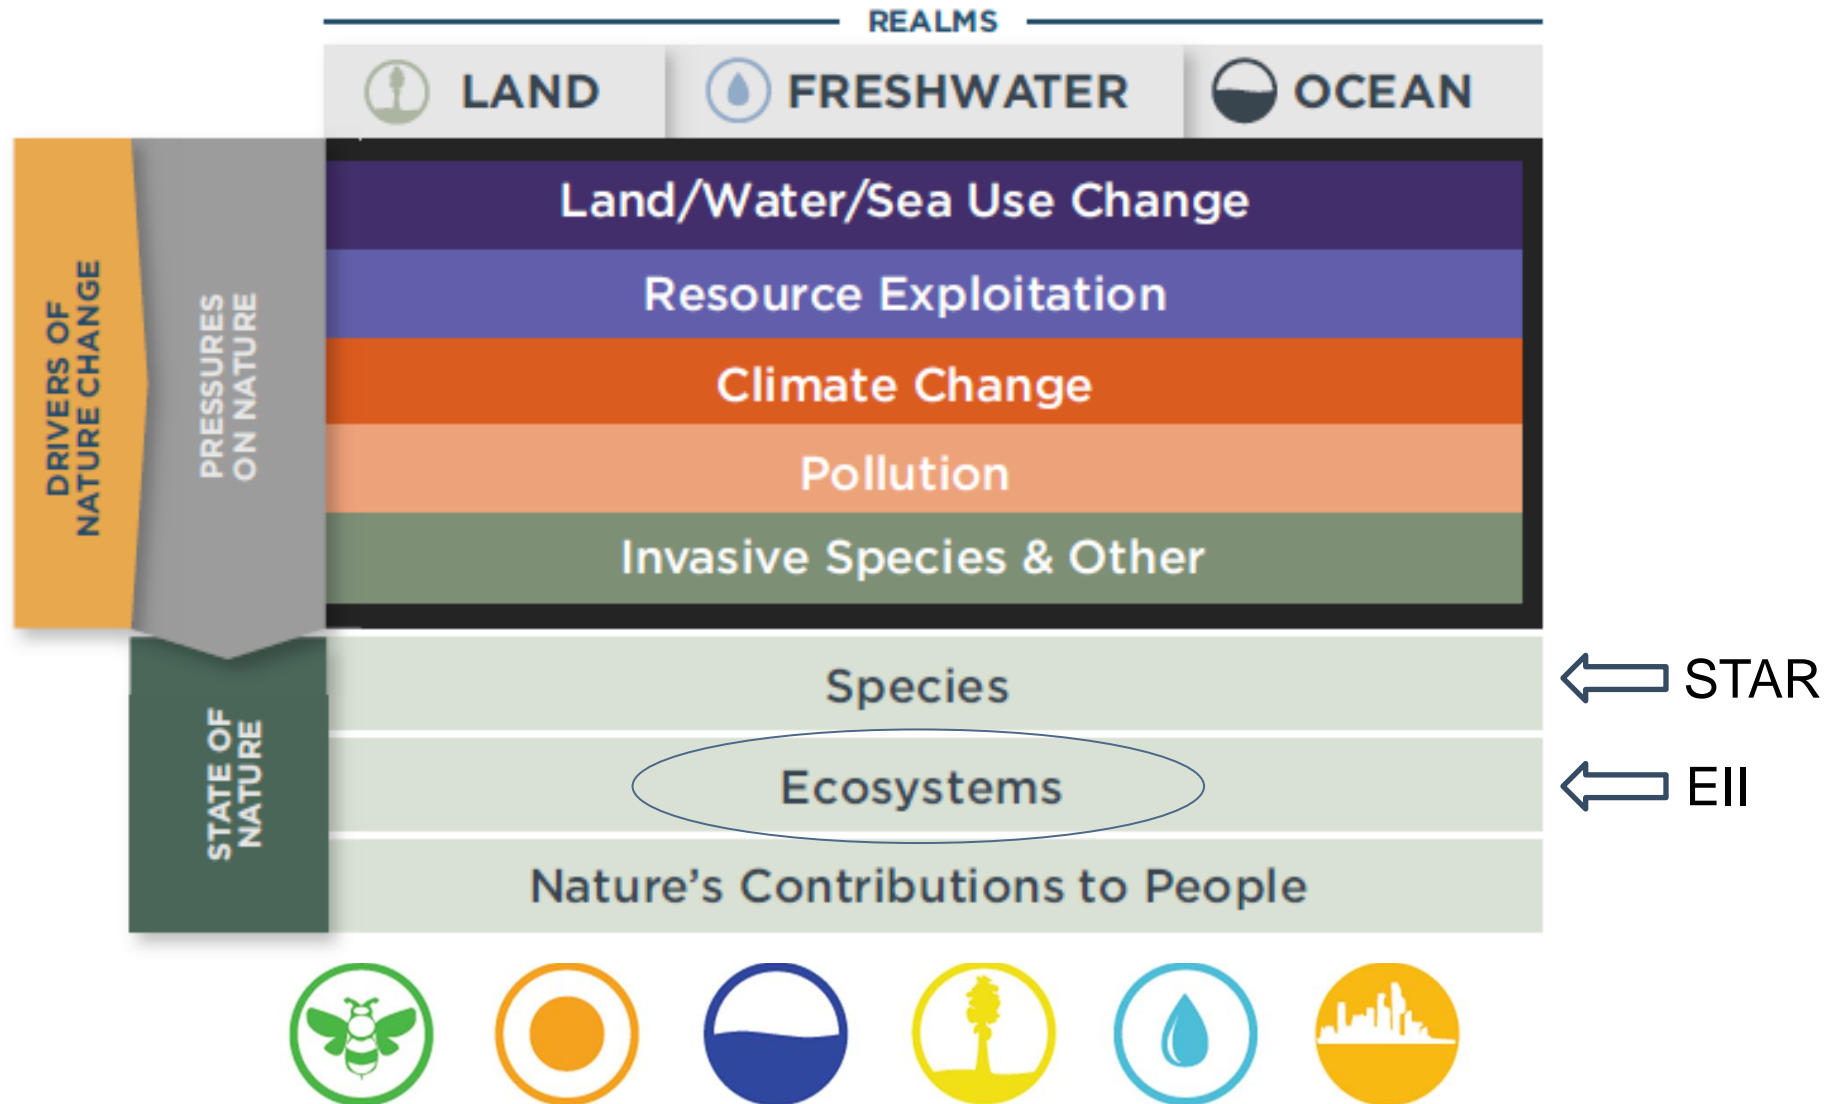 REALMS
LAND
FRESHWATER
OCEAN
DRIVERS OF
NATURE CHANGE
PRESSURES
ON NATURE
Land/Water/Sea Use Change
Resource Exploitation
Climate Change
Pollution
Invasive Species & Other
STATE OF
NATURE
Species
STAR
Ecosystems
EII
Nature's Contributions to People